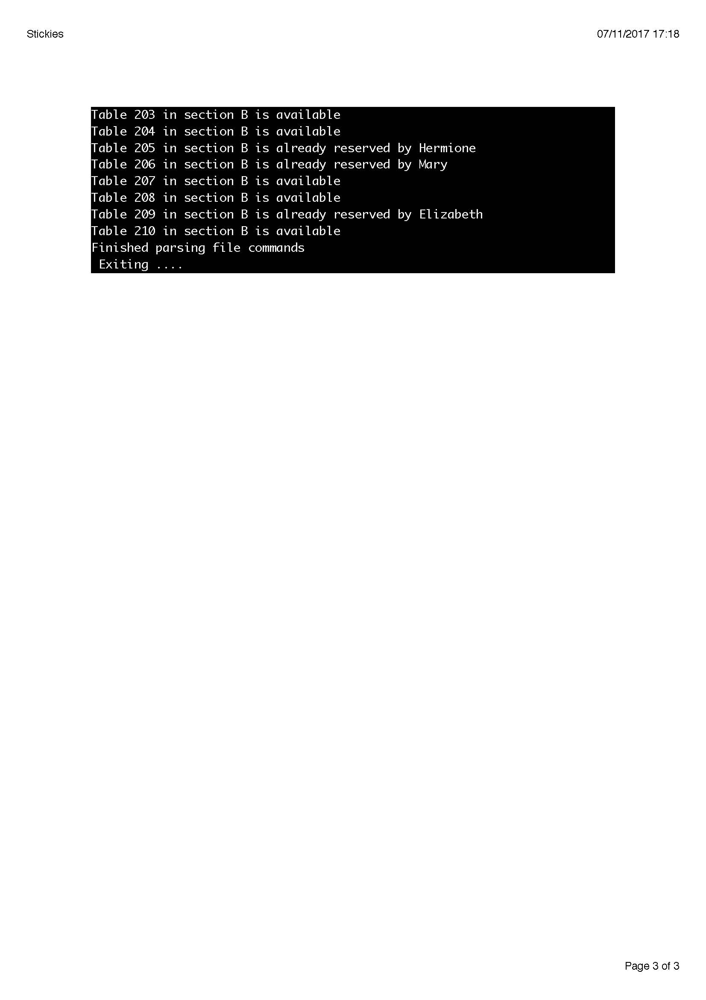 Stickies
07/11/2017 17:18
Table 203 in section B is available
Table 204 in section B is available
Table 205 in section B is already reserved by Hermione
Table 206 in section B is already reserved by Mary
Table 207 in section B is available
Table 208 in section B is available
Table 209 in section B is already reserved by Elizabeth
Table 210 in section B is available
Finished parsing file commands
 Exiting ....
Page 3 of 3